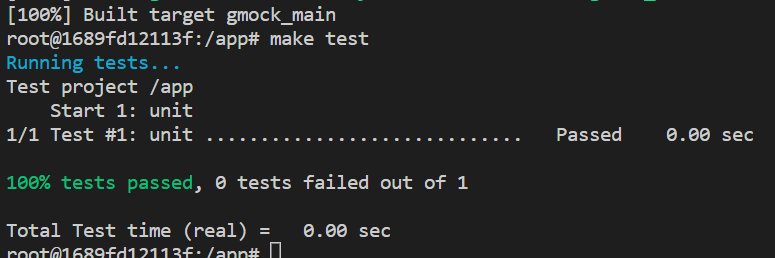 [100%] Built target gmock_main
root@1689fd12113f:/app# make test
Running tests...
Test project /app
    Start 1: unit
1/1 Test #1: unit .............................   Passed    0.00 sec

100% tests passed, 0 tests failed out of 1

Total Test time (real) =   0.00 sec
root@1689fd12113f:/app#